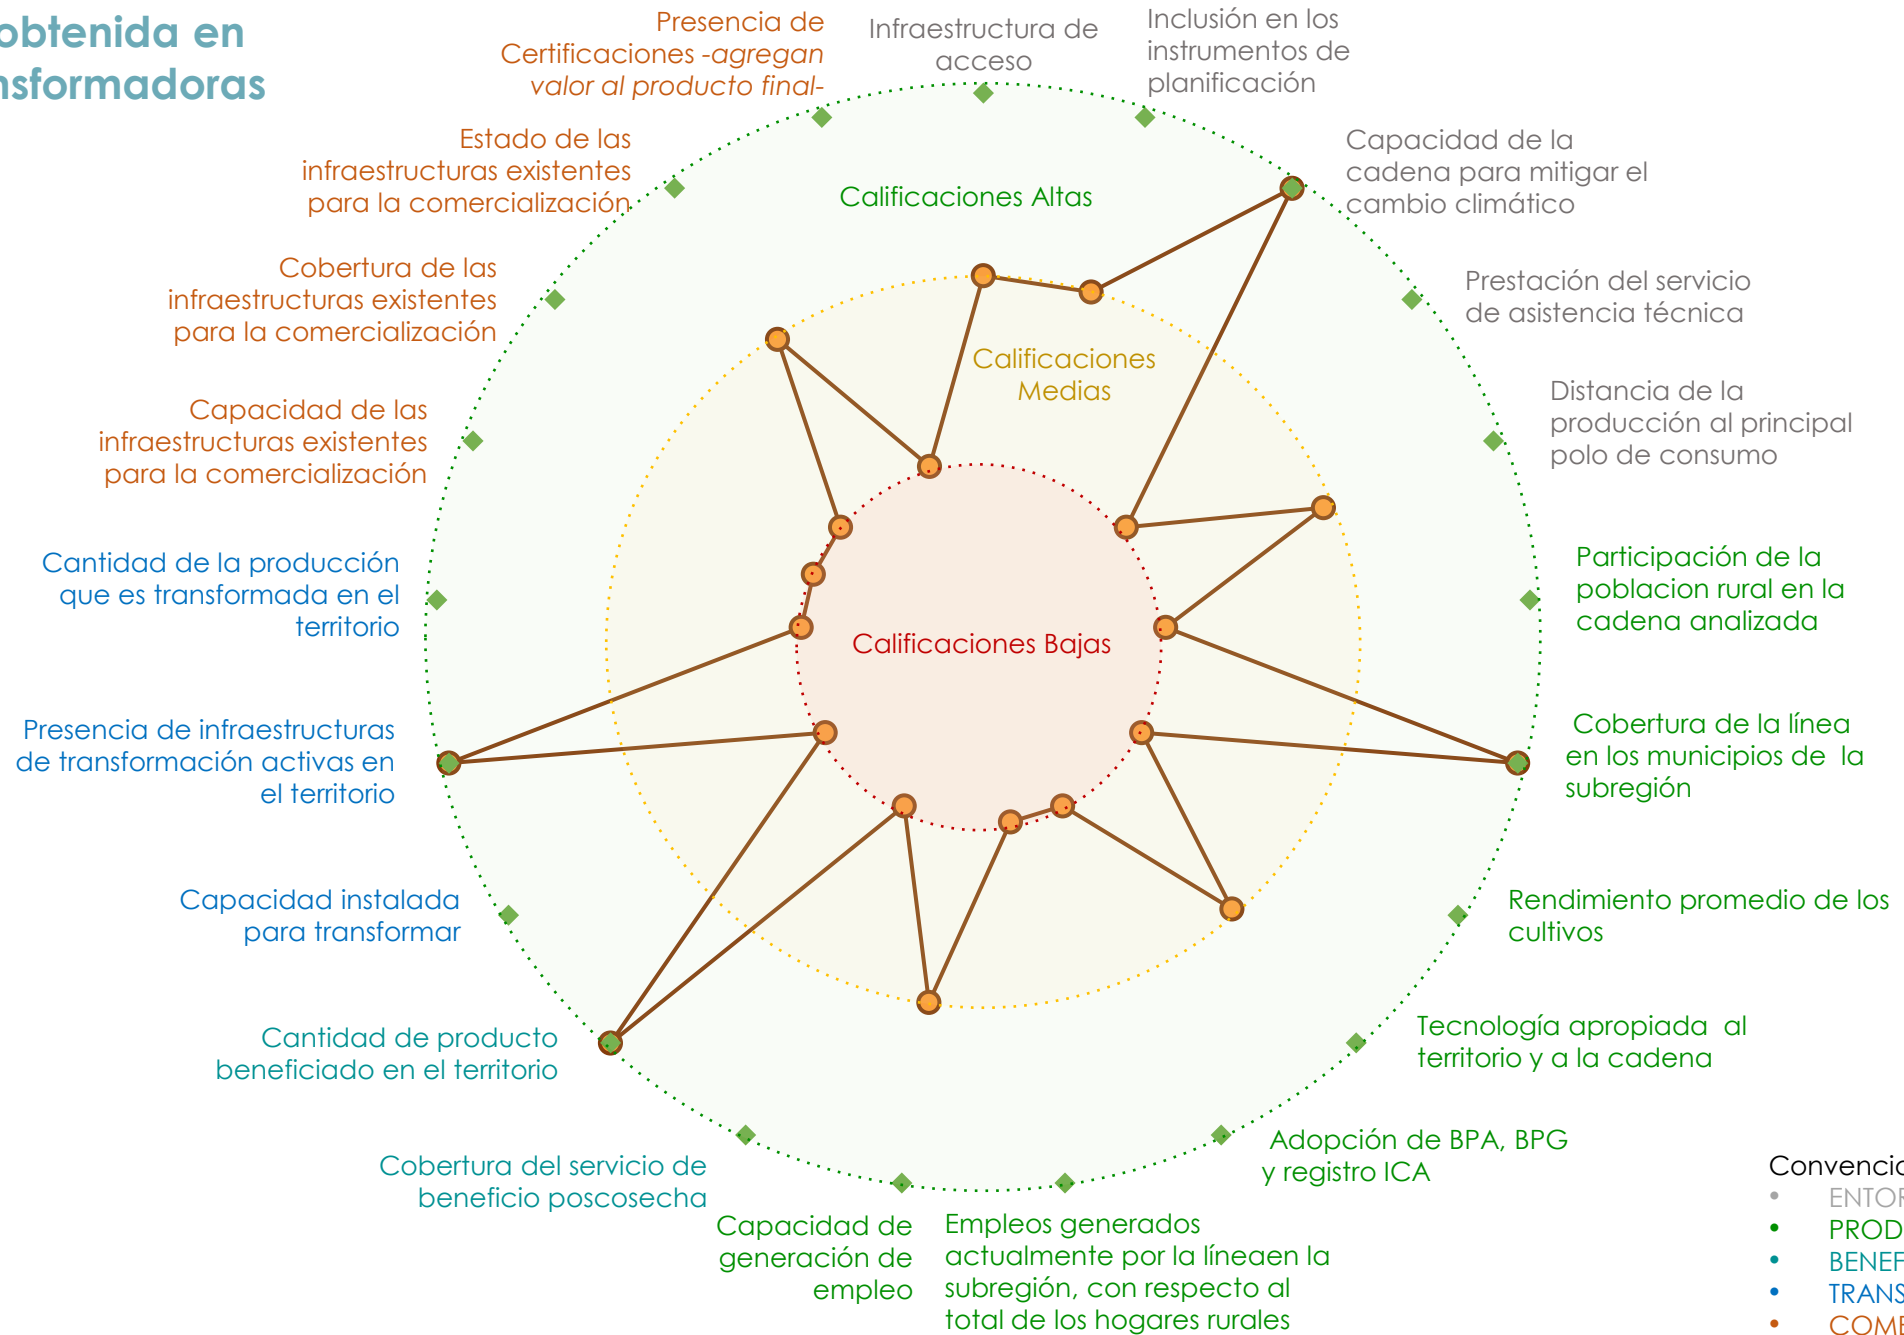 obtenida en
Presencia de
Certificaciones -agregan
valor al producto final-
Infraestructura de
acceso
Inclusión en los
instrumentos de
planificación
Estado de las
infraestructuras existentes
para la comercialización
Calificaciones Altas
Capacidad de la
cadena para mitigar el
cambio climático
Cobertura de las
infraestructuras existentes
para la comercialización
Prestación del servicio
de asistencia técnica
Calificaciones
Medias
Capacidad de las
infraestructuras existentes
para la comercialización
Distancia de la
producción al principal
polo de consumo
Cantidad de la producción
que es transformada en el
territorio
Participación de la
poblacion rural en la
cadena analizada
Calificaciones Bajas
Presencia de infraestructuras
de transformación activas en
el territorio
Cobertura de la línea
en los municipios de la
subregión
Capacidad instalada
para transformar
Rendimiento promedio de los
cultivos
Cantidad de producto
beneficiado en el territorio
Tecnología apropiada al
territorio y a la cadena
Cobertura del servicio de
beneficio poscosecha
Adopción de BPA, BPG
y registro ICA
Capacidad de
generación de
empleo
Empleos generados
actualmente por la líneaen la
subregión, con respecto al
total de los hogares rurales